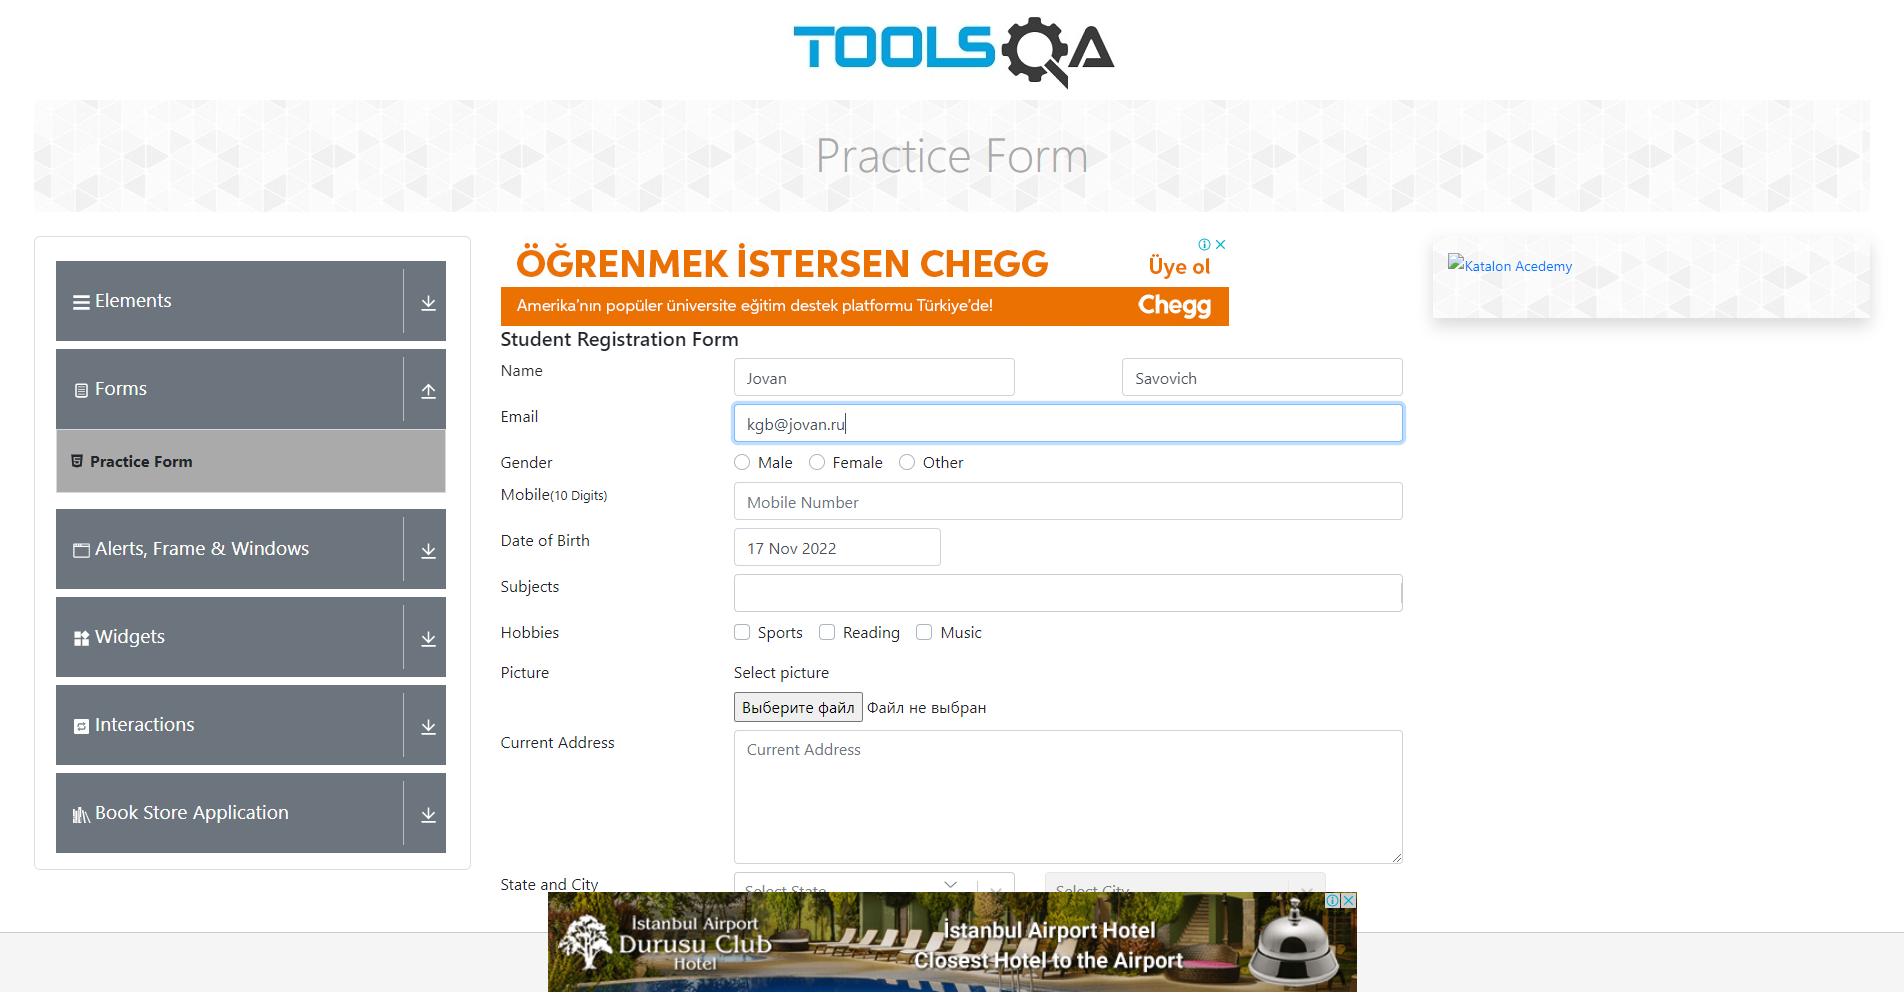 TOOLSQA
Practice Form
Elements
Forms
Practice Form
Alerts, Frame & Windows
Widgets
Interactions
Book Store Application
ÖĞRENMEK İSTERSEN CHEGG
Üye ol
Amerika'nın popüler üniversite eğitim destek platformu Türkiye'de!
Chegg
Student Registration Form
Name
Jovan
Savovich
Email
kgb@jovan.ru
Gender
Male
Female
Other
Mobile(10 Digits)
Mobile Number
Date of Birth
17 Nov 2022
Subjects
Hobbies
Sports
Reading
Music
Picture
Select picture
Выберите файл
Файл не выбран
Current Address
Current Address
State and City
Select State
Select City
Katalon Acedemy
İstanbul Airport
Durusu Club
Hotel
İstanbul Airport Hotel
Closest Hotel to the Airport